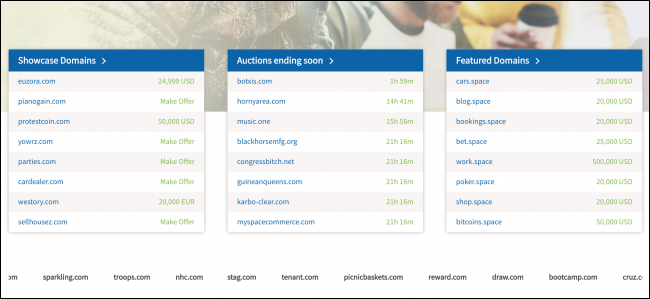 Showcase Domains >
euzora.com 24,999 USD
pianogain.com Make Offer
protestcoin.com 50,000 USD
yowrz.com Make Offer
parties.com Make Offer
cardealer.com Make Offer
westory.com 20,000 EUR
sellhousez.com Make Offer
Auctions ending soon >
botxis.com 1h 59m
hornyarea.com 14h 41m
music.one 15h 56m
blackhorsemfg.org 21h 16m
congressbitch.net 21h 16m
guineanqueens.com 21h 16m
karbo-clear.com 21h 16m
myspacecommerce.com 21h 16m
Featured Domains >
cars.space 25,000 USD
blog.space 20,000 USD
bookings.space 20,000 USD
bet.space 25,000 USD
work.space 500,000 USD
poker.space 20,000 USD
shop.space 20,000 USD
bitcoins.space 50,000 USD
om sparkling.com troops.com nhc.com stag.com tenant.com picnicbaskets.com reward.com draw.com bootcamp.com cruz.c